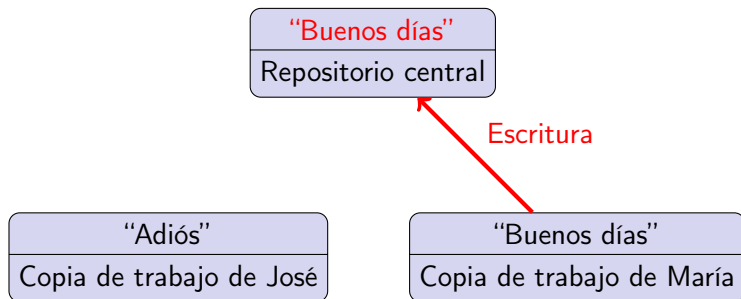 “Buenos días”
Repositorio central
Escritura
“Adiós”
Copia de trabajo de José
“Buenos días”
Copia de trabajo de María